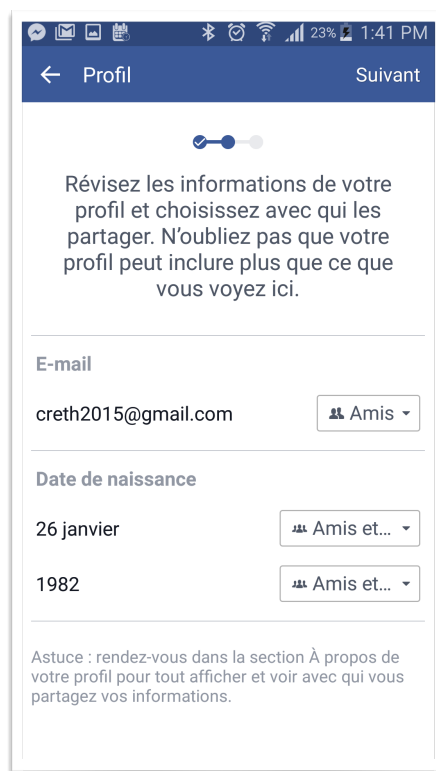 23% 1:41 PM
Profil Suivant
Révisez les informations de votre
profil et choisissez avec qui les
partager. N'oubliez pas que votre
profil peut inclure plus que ce que
vous voyez ici.
E-mail
creth2015@gmail.com Amis
Date de naissance
26 janvier Amis et...
1982 Amis et...
Astuce : rendez-vous dans la section À propos de
votre profil pour tout afficher et voir avec qui vous
partagez vos informations.